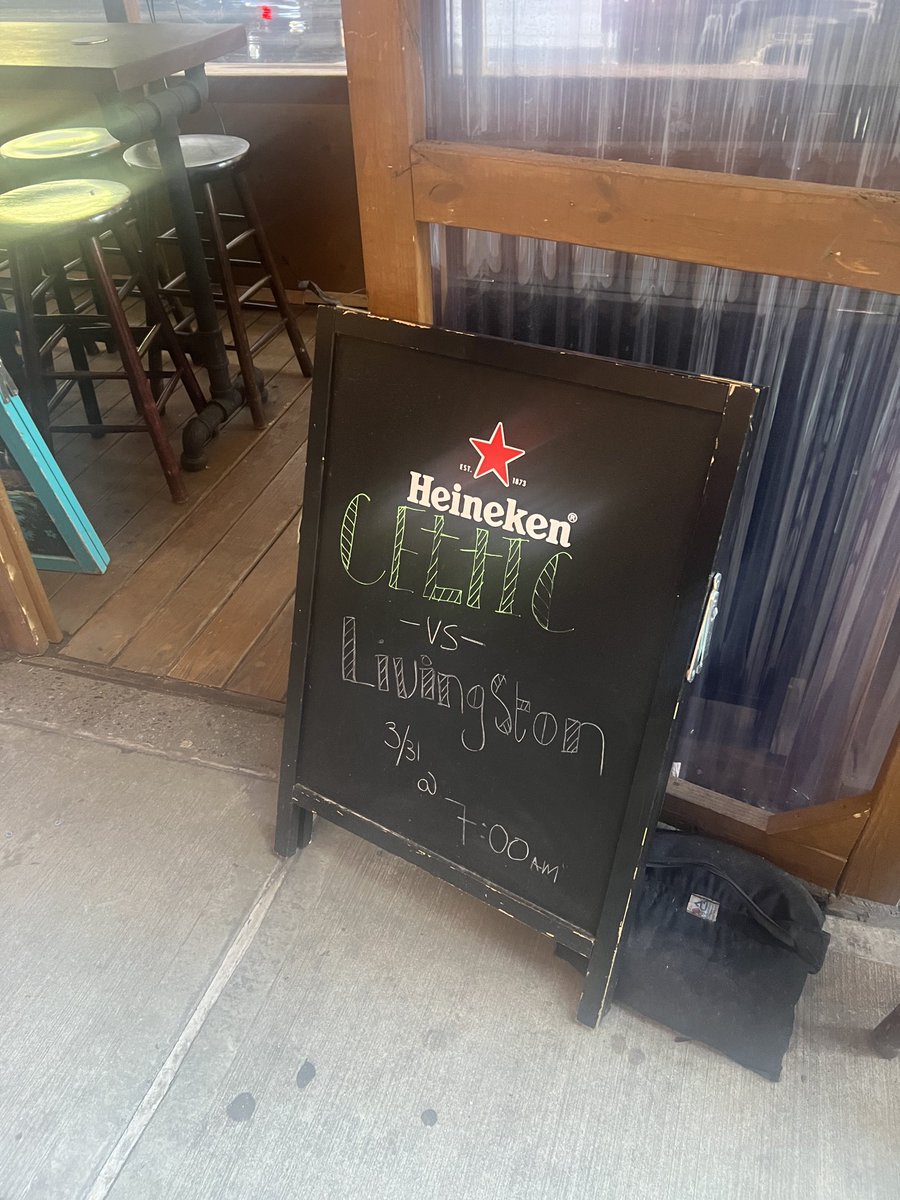 EST. 1873
Heineken®
CELTIC
-VS-
Livingston
3/31
@
7:00AM